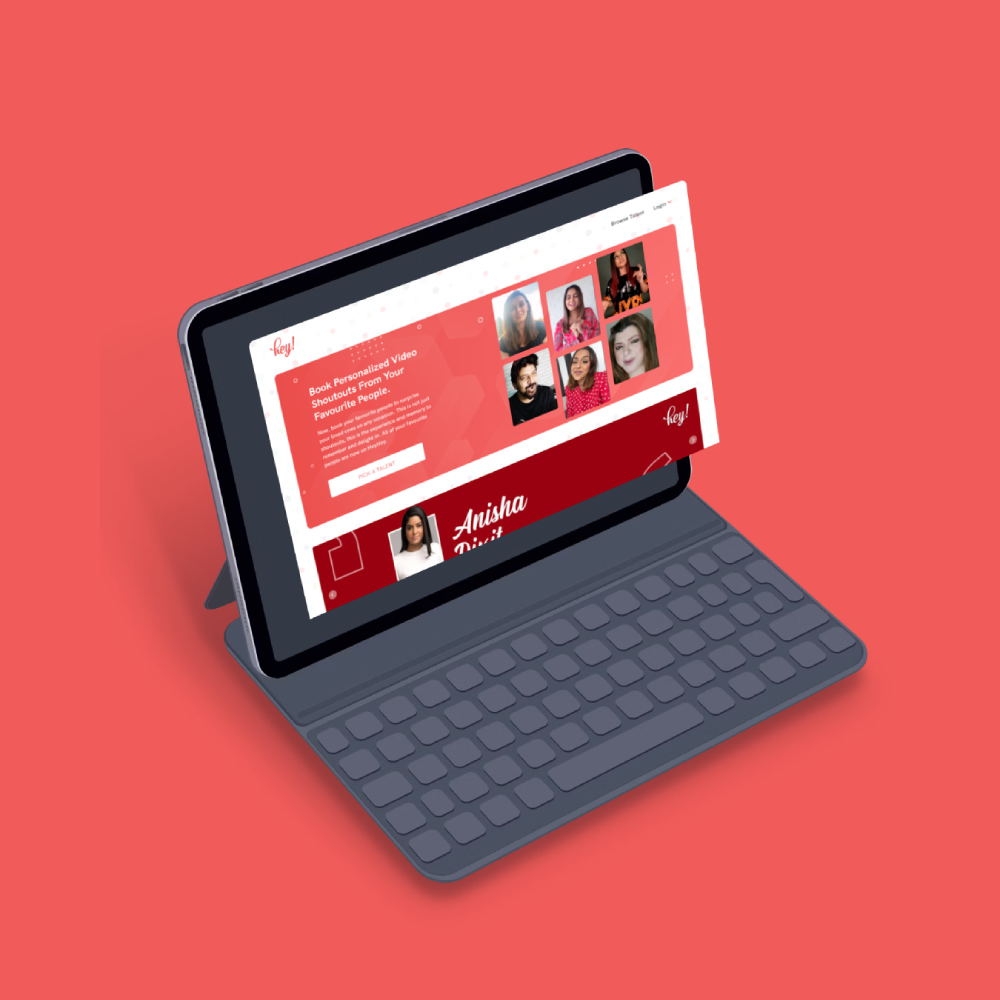 Browse Talent
Login
hey!
Book Personalized Video
Shoutouts From Your
Favourite People.
Now, book your favourite people to surprise
your loved ones on any occasion. This is not just
shoutouts, this is the experience and memory to
remember and delight in. All of your favourite
people are now on HeyHey.
PICK A TALENT
hey!
Anisha
Dixit